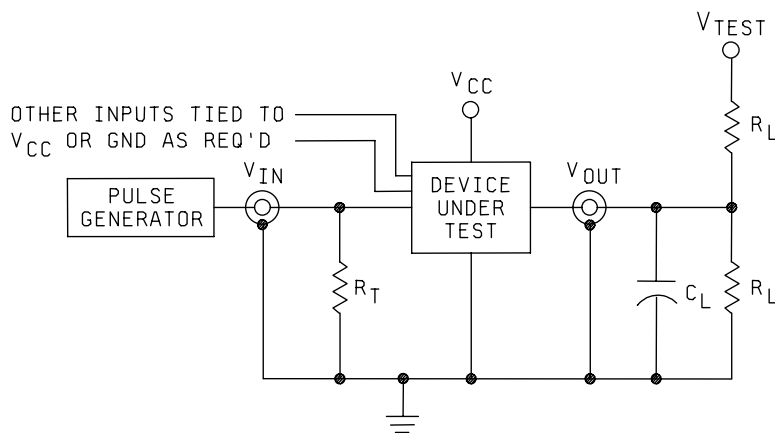 V_TEST
V_CC
OTHER INPUTS TIED TO
V_CC OR GND AS REQ'D
R_L
V_IN
V_OUT
PULSE
GENERATOR
DEVICE
UNDER
TEST
R_T
C_L
R_L